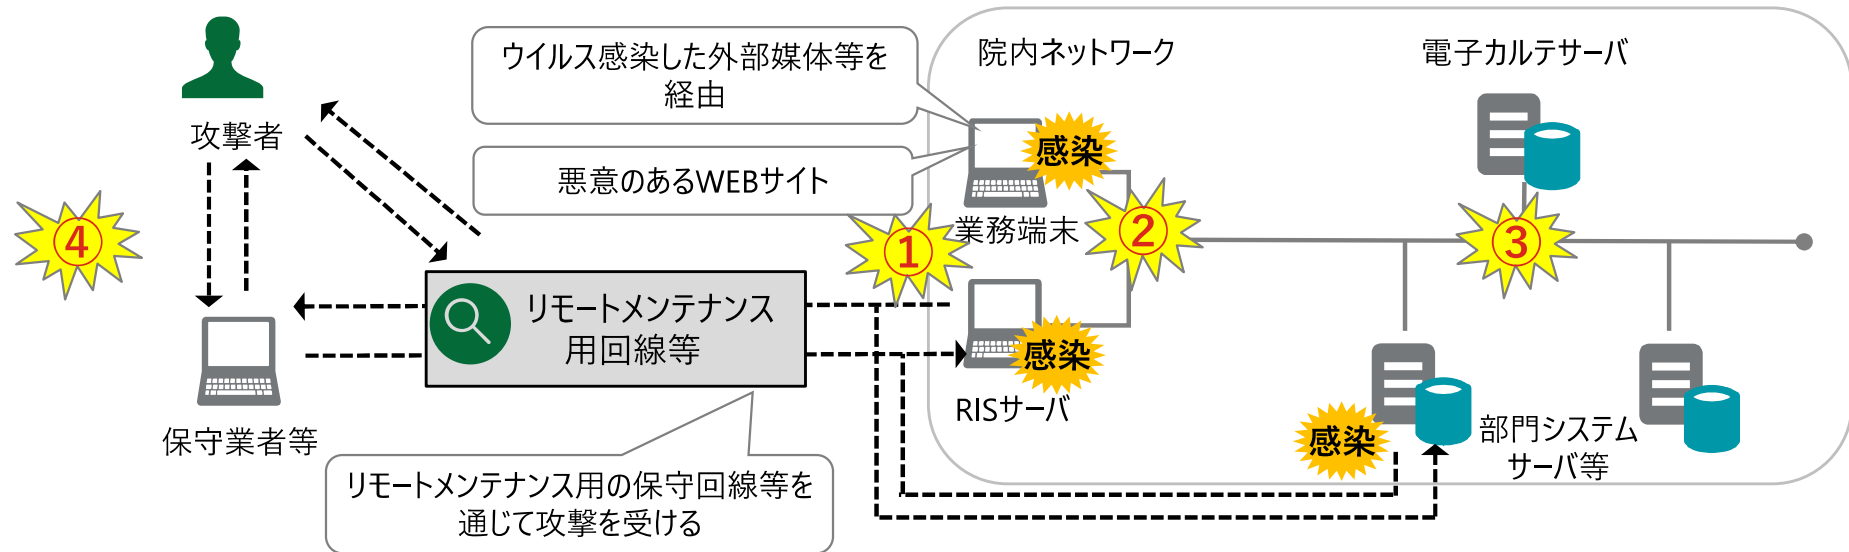 攻撃者
ウイルス感染した外部媒体等を
経由
悪意のあるWEBサイト
院内ネットワーク
電子カルテサーバ
感染
業務端末
④
①
②
③
リモートメンテナンス
用回線等
感染
RISサーバ
保守業者等
感染
部門システム
サーバ等
リモートメンテナンス用の保守回線等を
通じて攻撃を受ける